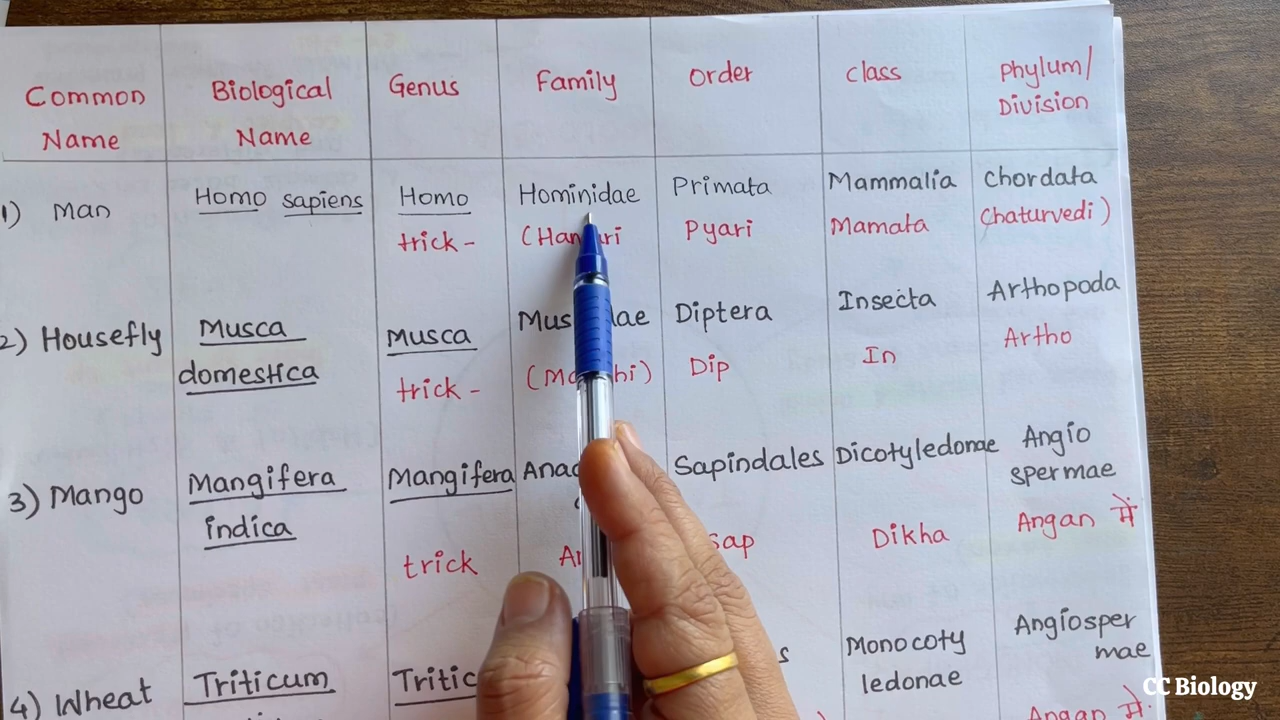 Common Name
Biological Name
Genus
Family
Order
Class
Phylum/ Division
1) Man
Homo sapiens
Homo
Hominidae
Primata
Mammalia
Chordata
trick -
Pyari
Mamata
Chaturvedi)
2) Housefly
Musca domestica
Musca
Diptera
Insecta
Arthopoda
trick -
Dip
In
Artho
3) Mango
Mangifera indica
Mangifera
Sapindales
Dicotyledonae
Angio spermae
trick
Dikha
Angan में
4) Wheat
Triticum
Monocoty ledonae
Angiosper mae
Angan में
CC Biology